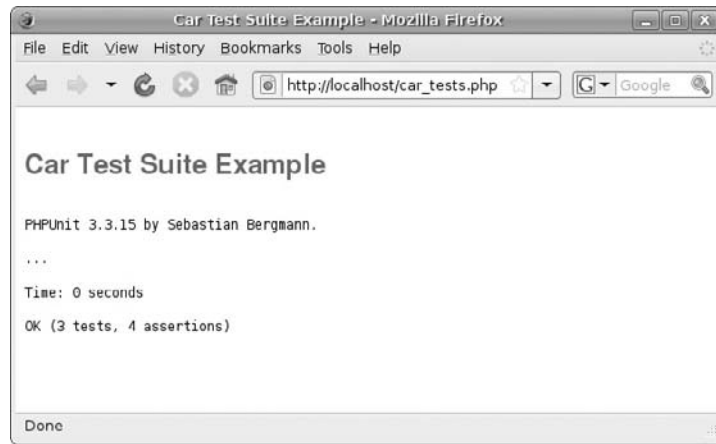 Car Test Suite Example - Mozilla Firefox
File Edit View History Bookmarks Tools Help
http://localhost/car_tests.php G Google
Car Test Suite Example
PHPUnit 3.3.15 by Sebastian Bergmann.
...
Time: 0 seconds
OK (3 tests, 4 assertions)
Done